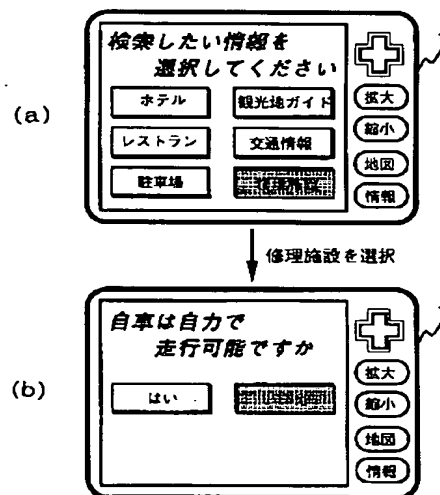 (a)
検索したい情報を
選択してください
ホテル
観光地ガイド
レストラン
交通情報
駐車場
拡大
縮小
地図
情報
修理施設を選択
(b)
自車は自力で
走行可能ですか
はい
拡大
縮小
地図
情報